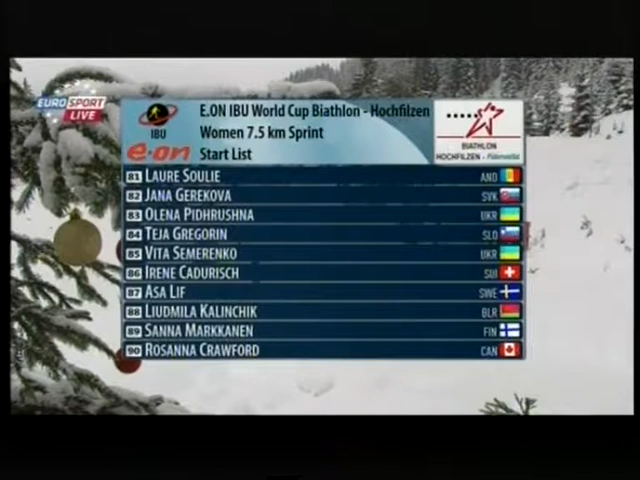 EUROSPORT
LIVE
IBU
e.on
E.ON IBU World Cup Biathlon - Hochfilzen
Women 7.5 km Sprint
Start List
BIATHLON
HOCHFILZEN - Pillerseetal
81 LAURE SOULIE AND
82 JANA GEREKOVA SVK
83 OLENA PIDHRUSHNA UKR
84 TEJA GREGORIN SLO
85 VITA SEMERENKO UKR
86 IRENE CADURISCH SUI
87 ASA LIF SWE
88 LIUDMILA KALINCHIK BLR
89 SANNA MARKKANEN FIN
90 ROSANNA CRAWFORD CAN